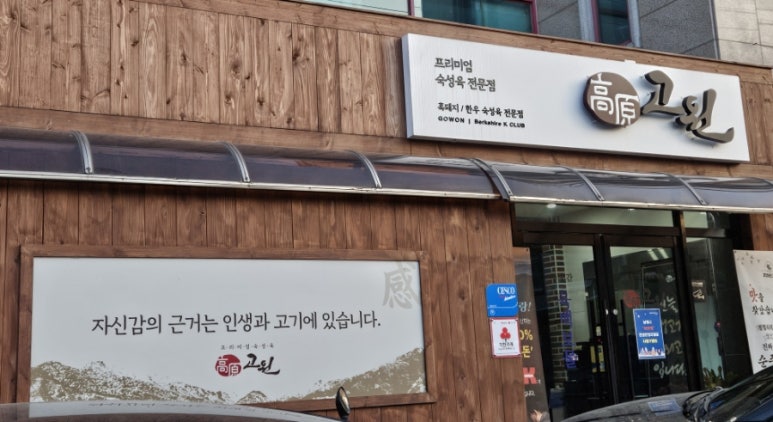 프리미엄
숙성육 전문점
흑돼지 / 한우 숙성육 전문점
GOWON | Berkshire K CLUB
高原
고원
感
자신감의 근거는 인생과 고기에 있습니다.
프리미엄숙성육
高原 고원
CESCO
0%
돈!
K
맛